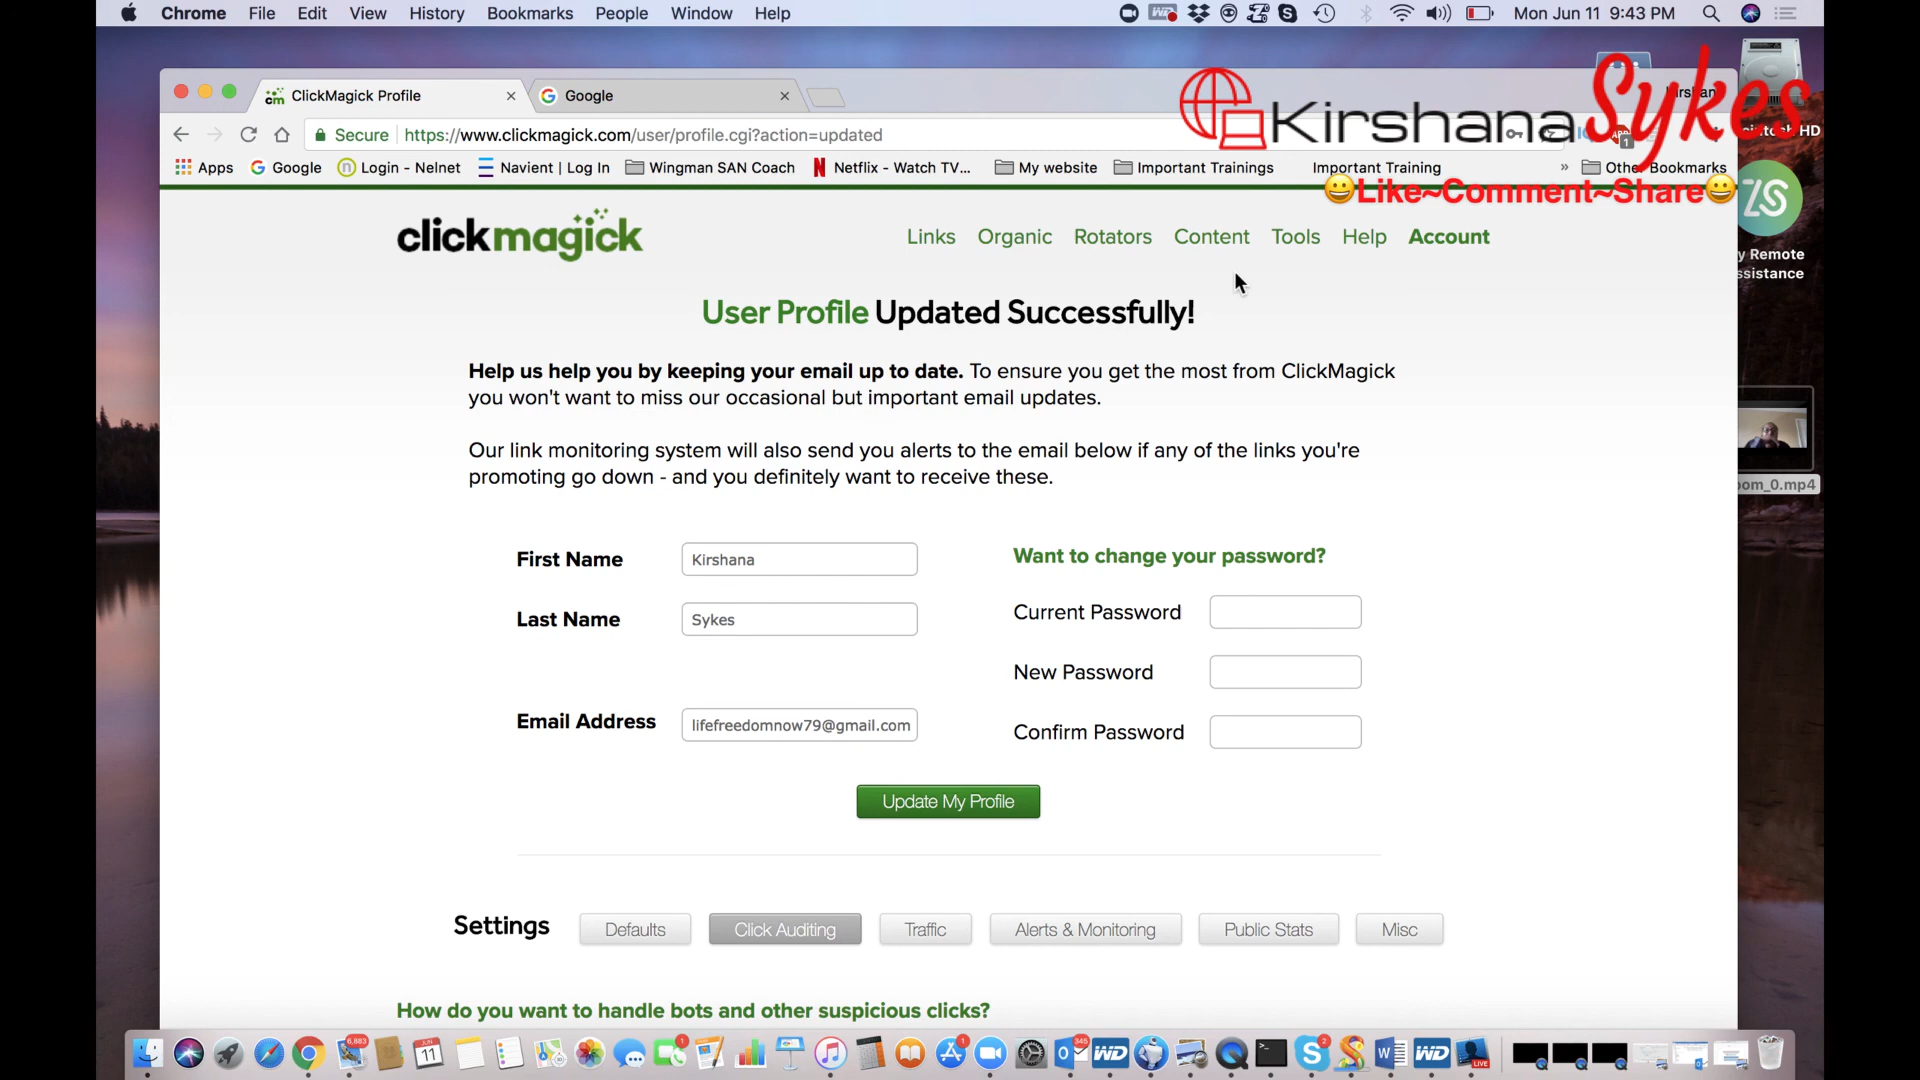 Chrome File Edit View History Bookmarks People Window Help Mon Jun 11 9:43 PM
ClickMagick Profile Google
Kirshana Sykes
Secure https://www.clickmagick.com/user/profile.cgi?action=updated
HD
Apps Google Login - Nelnet Navient | Log In Wingman SAN Coach Netflix - Watch TV... My website Important Trainings Important Training » Other Bookmarks
😀Like~Comment~Share😀
clickmagick
Links Organic Rotators Content Tools Help Account
ZS
y Remote
ssistance
User Profile Updated Successfully!
Help us help you by keeping your email up to date. To ensure you get the most from ClickMagick
you won't want to miss our occasional but important email updates.
Our link monitoring system will also send you alerts to the email below if any of the links you're
promoting go down - and you definitely want to receive these.
oom_0.mp4
First Name Kirshana
Want to change your password?
Last Name Sykes
Current Password
New Password
Email Address lifefreedomnow79@gmail.com
Confirm Password
Update My Profile
Settings Defaults Click Auditing Traffic Alerts & Monitoring Public Stats Misc
How do you want to handle bots and other suspicious clicks?